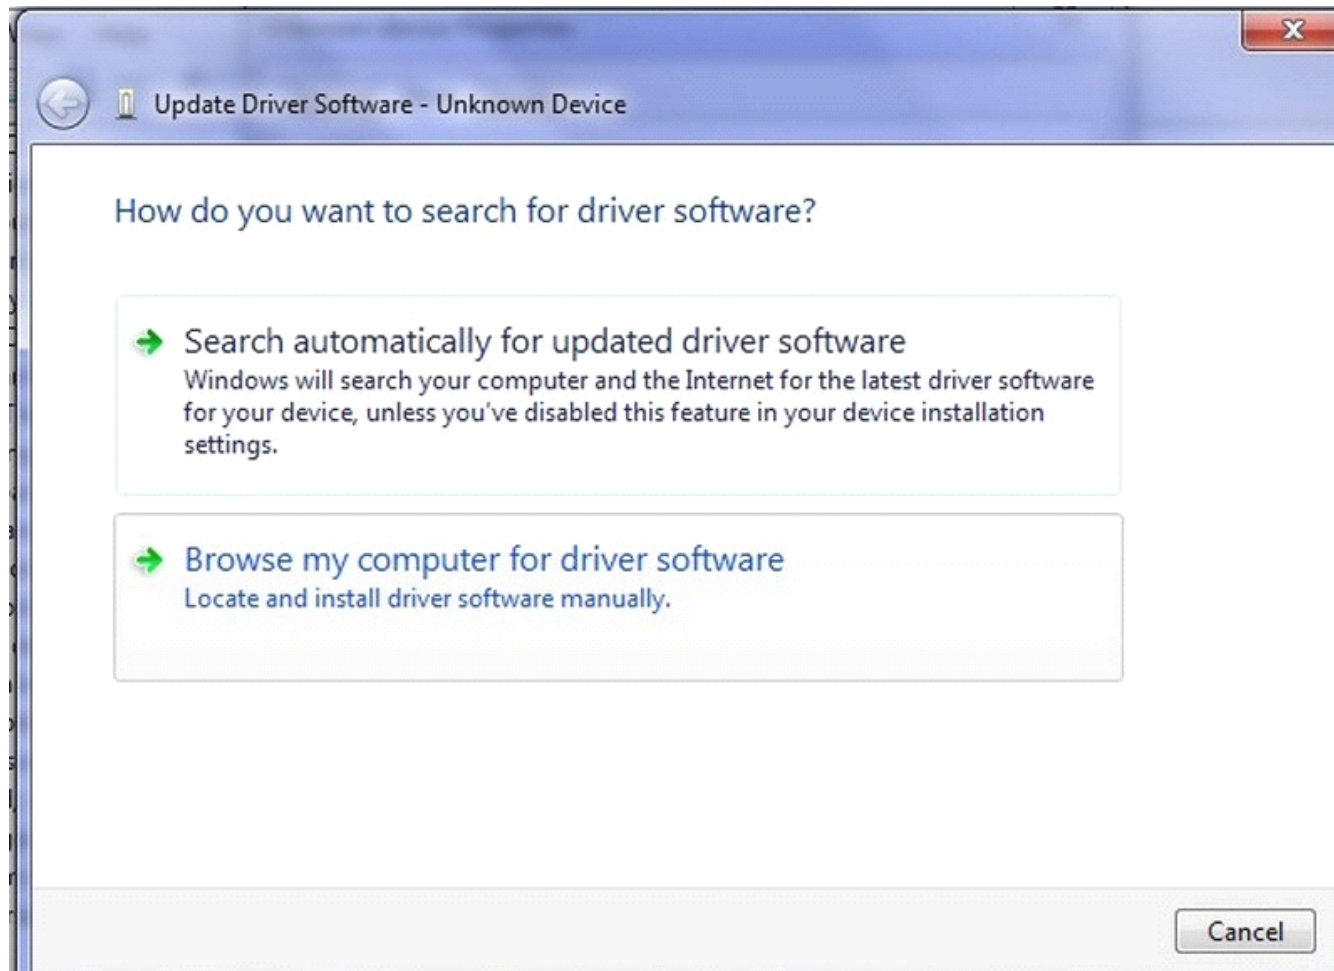 Update Driver Software - Unknown Device
How do you want to search for driver software?
Search automatically for updated driver software
Windows will search your computer and the Internet for the latest driver software
for your device, unless you've disabled this feature in your device installation
settings.
Browse my computer for driver software
Locate and install driver software manually.
Cancel